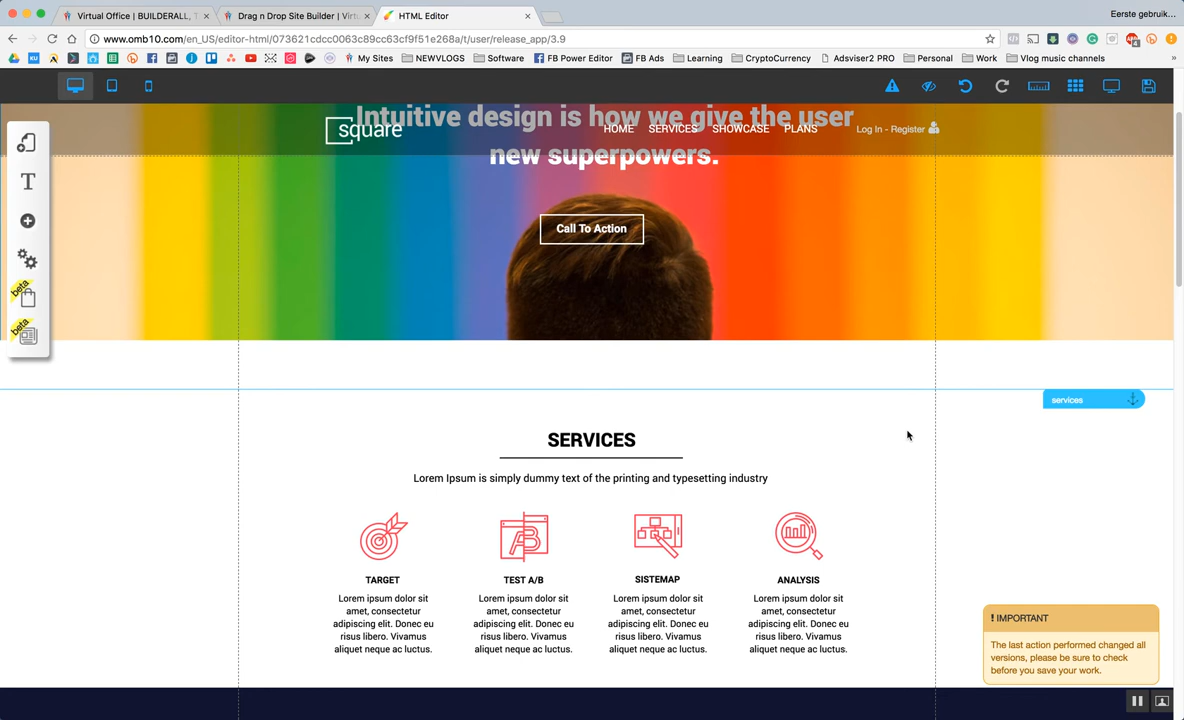 Virtual Office | BUILDERALL, T
Drag n Drop Site Builder | Virtu
HTML Editor
Eerste gebruik...
www.omb10.com/en_US/editor-html/073621cdcc0063c89cc63cf9f51e268a/t/user/release_app/3.9
My Sites
NEWVLOGS
Software
FB Power Editor
FB Ads
Learning
CryptoCurrency
Adsviser2 PRO
Personal
Work
Vlog music channels
Intuitive design is how we give the user
square
HOME
SERVICES
SHOWCASE
PLANS
Log In - Register
new superpowers.
Call To Action
beta
beta
services
SERVICES
Lorem Ipsum is simply dummy text of the printing and typesetting industry
TARGET
Lorem ipsum dolor sit
amet, consectetur
adipiscing elit. Donec eu
risus libero. Vivamus
aliquet neque ac luctus.
TEST A/B
Lorem ipsum dolor sit
amet, consectetur
adipiscing elit. Donec eu
risus libero. Vivamus
aliquet neque ac luctus.
SISTEMAP
Lorem ipsum dolor sit
amet, consectetur
adipiscing elit. Donec eu
risus libero. Vivamus
aliquet neque ac luctus.
ANALYSIS
Lorem ipsum dolor sit
amet, consectetur
adipiscing elit. Donec eu
risus libero. Vivamus
aliquet neque ac luctus.
! IMPORTANT
The last action performed changed all
versions, please be sure to check
before you save your work.